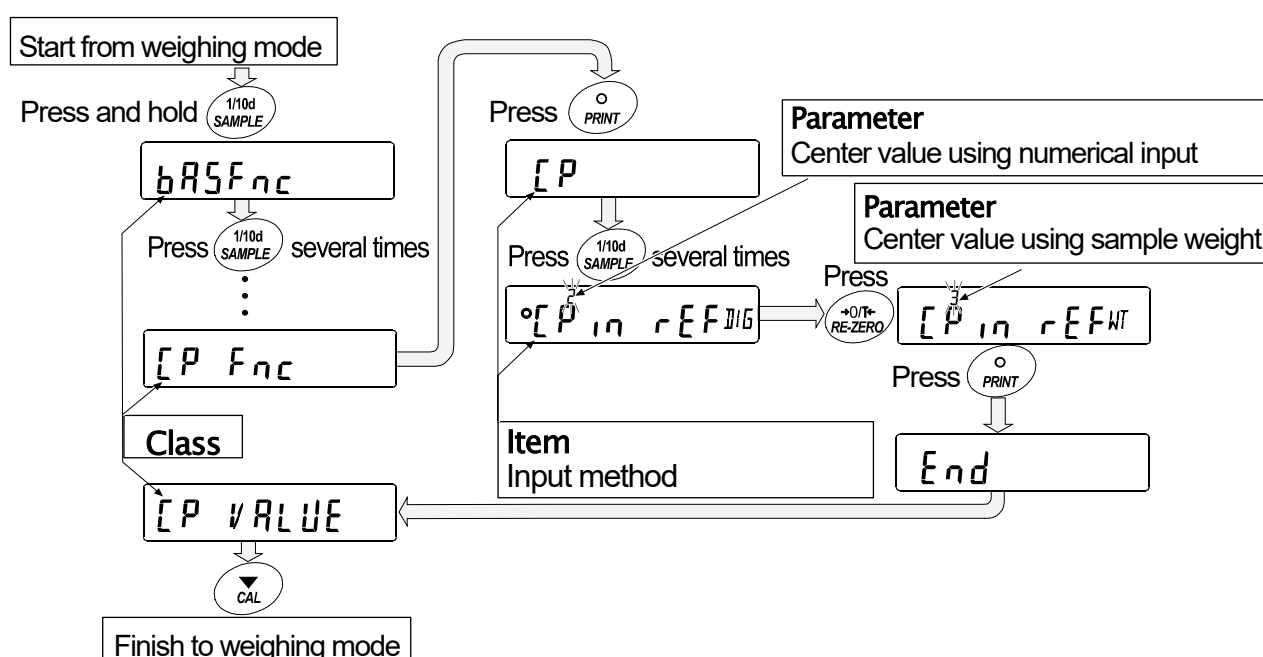 Start from weighing mode
Press and hold
1/10d
SAMPLE
bASFnc
Press
1/10d
SAMPLE
several times
CP Fnc
Class
CP VALUE
CAL
Finish to weighing mode
Press
PRINT
CP
Press
1/10d
SAMPLE
several times
2
CP in rEF DIG
Item
Input method
Parameter
Center value using numerical input
Parameter
Center value using sample weight
Press
→0/T←
RE-ZERO
3
CP in rEF WT
Press
PRINT
End